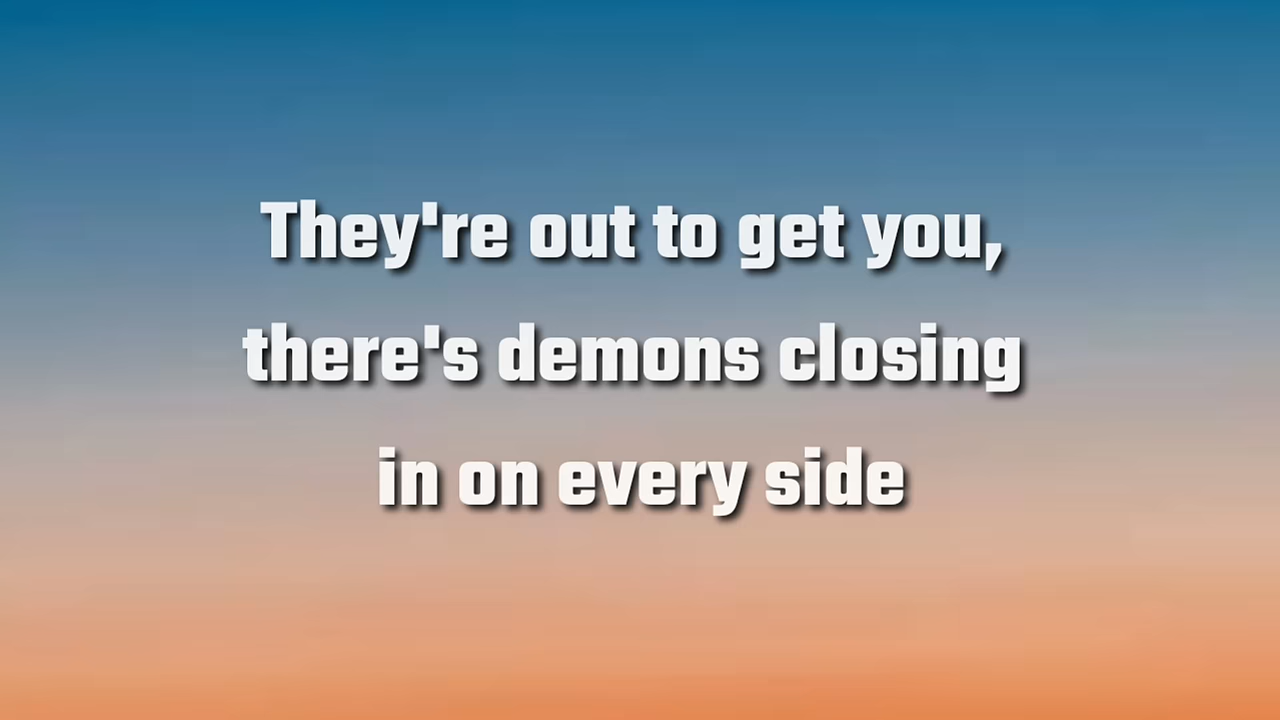 They're out to get you,
there's demons closing
in on every side